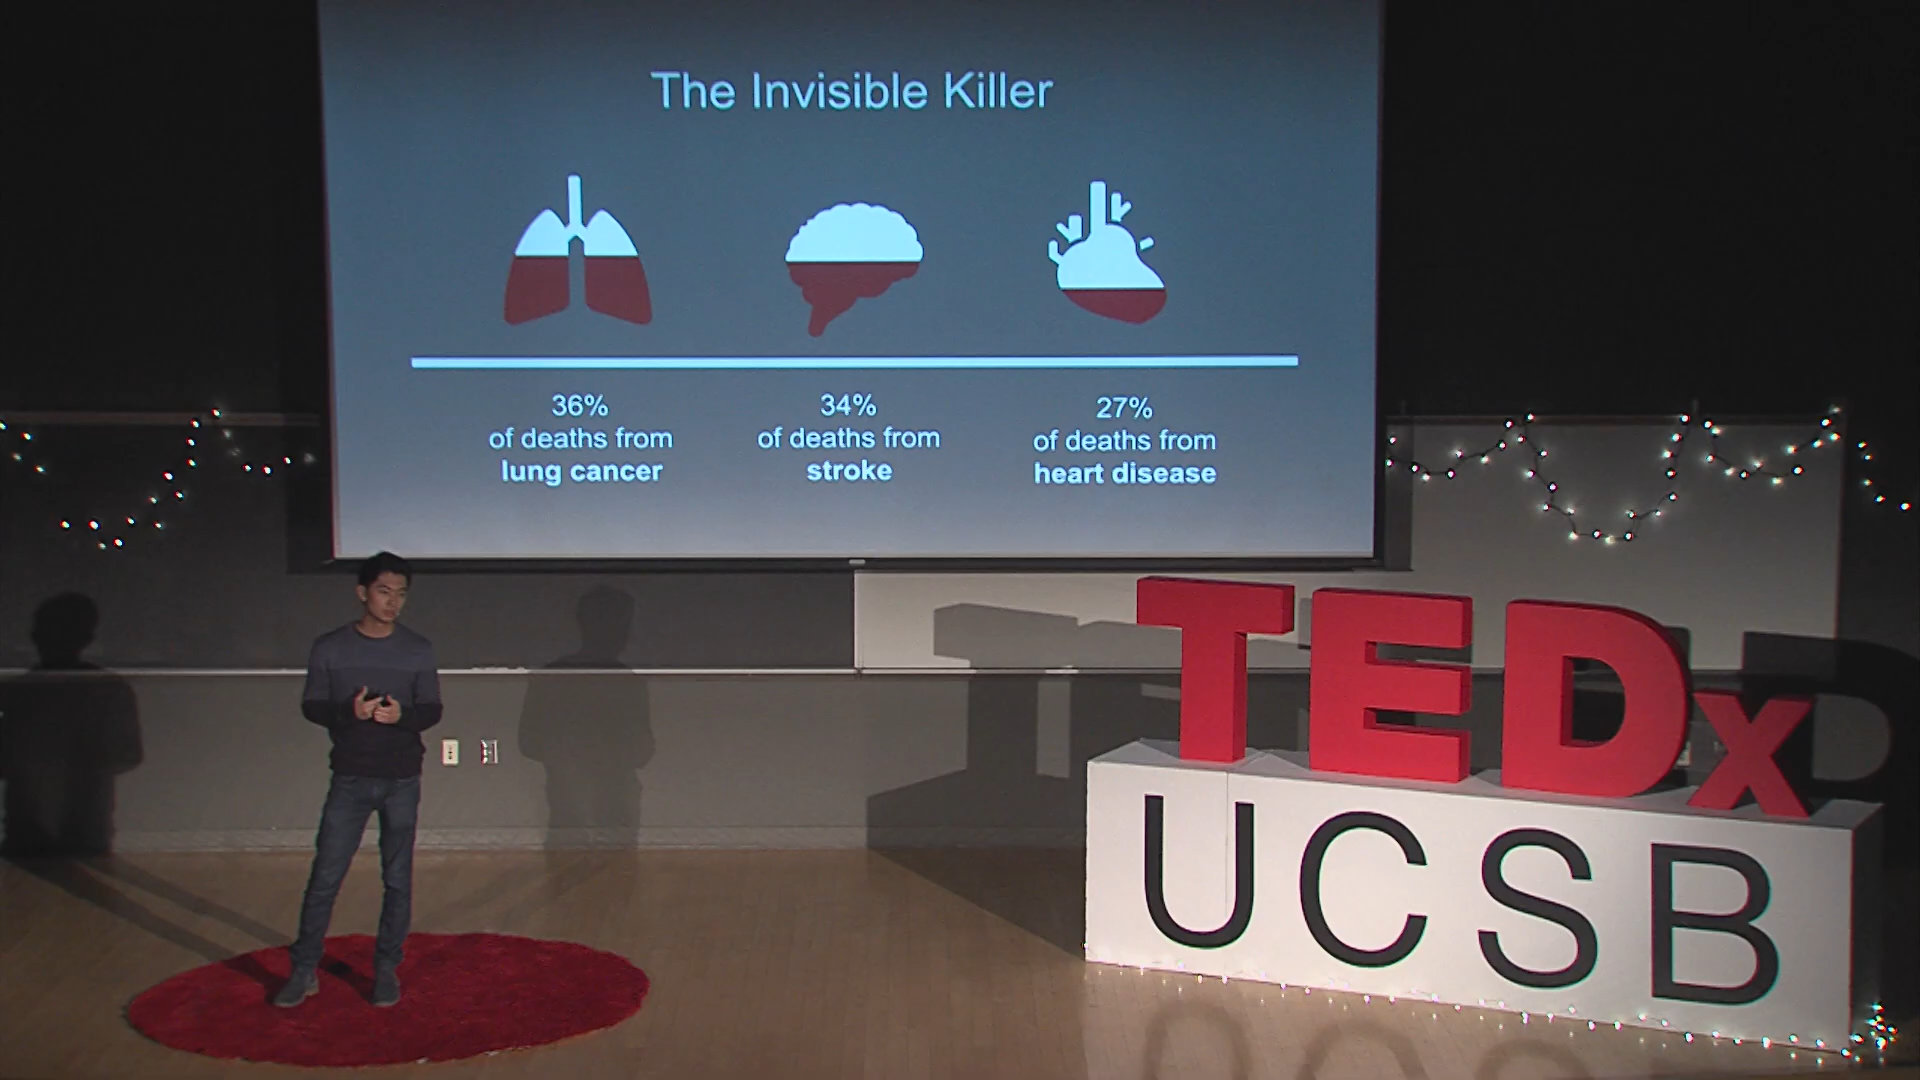 The Invisible Killer
36%
of deaths from
lung cancer
34%
of deaths from
stroke
27%
of deaths from
heart disease
TEDx
UCSB